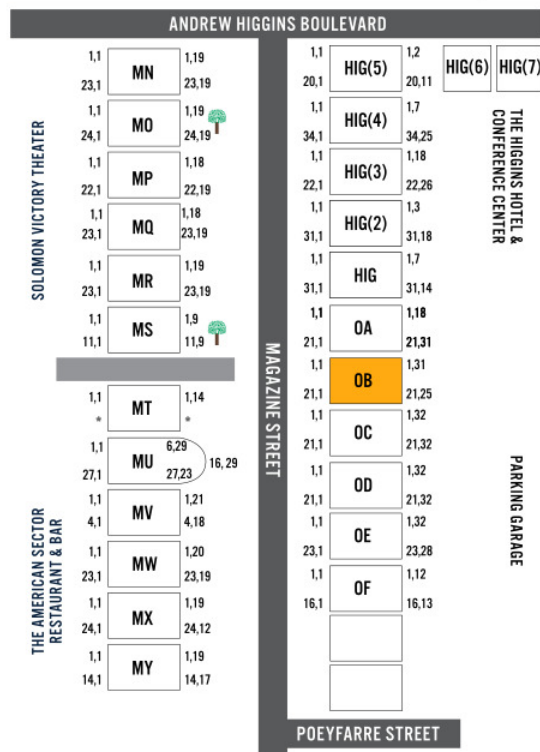 ANDREW HIGGINS BOULEVARD
SOLOMON VICTORY THEATER
1,1 MN 1,19
23,1 23,19
1,1 MO 1,19
24,1 24,19
1,1 MP 1,18
22,1 22,19
1,1 MQ 1,18
23,1 23,19
1,1 MR 1,19
23,1 23,19
1,1 MS 1,9
11,1 11,9
THE AMERICAN SECTOR
RESTAURANT & BAR
1,1 MT 1,14
* *
1,1 MU 6,29
27,1 27,23 16,29
1,1 MV 1,21
4,1 4,18
1,1 MW 1,20
23,1 23,19
1,1 MX 1,19
24,1 24,12
1,1 MY 1,19
14,1 14,17
MAGAZINE STREET
1,1 HIG(5) 1,2
20,1 20,11
HIG(6) HIG(7)
1,1 HIG(4) 1,7
34,1 34,25
1,1 HIG(3) 1,18
22,1 22,26
1,1 HIG(2) 1,3
31,1 31,18
1,1 HIG 1,7
31,1 31,14
1,1 OA 1,18
21,1 21,31
1,1 OB 1,31
21,1 21,25
1,1 OC 1,32
21,1 21,32
1,1 OD 1,32
21,1 21,32
1,1 OE 1,32
23,1 23,28
1,1 OF 1,12
16,1 16,13
THE HIGGINS HOTEL &
CONFERENCE CENTER
PARKING GARAGE
POEYFARRE STREET